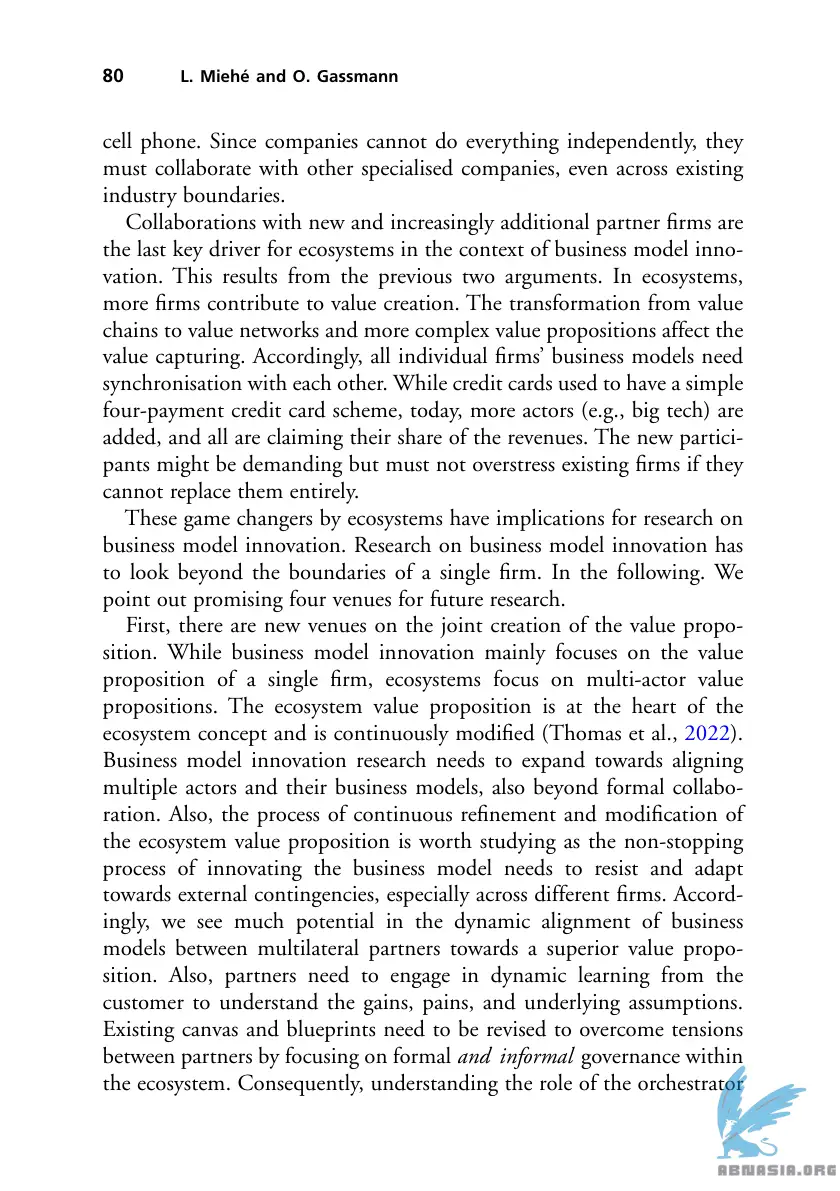 80 L. Miehé and O. Gassmann
cell phone. Since companies cannot do everything independently, they
must collaborate with other specialised companies, even across existing
industry boundaries.
Collaborations with new and increasingly additional partner firms are
the last key driver for ecosystems in the context of business model inno-
vation. This results from the previous two arguments. In ecosystems,
more firms contribute to value creation. The transformation from value
chains to value networks and more complex value propositions affect the
value capturing. Accordingly, all individual firms’ business models need
synchronisation with each other. While credit cards used to have a simple
four-payment credit card scheme, today, more actors (e.g., big tech) are
added, and all are claiming their share of the revenues. The new partici-
pants might be demanding but must not overstress existing firms if they
cannot replace them entirely.
These game changers by ecosystems have implications for research on
business model innovation. Research on business model innovation has
to look beyond the boundaries of a single firm. In the following. We
point out promising four venues for future research.
First, there are new venues on the joint creation of the value propo-
sition. While business model innovation mainly focuses on the value
proposition of a single firm, ecosystems focus on multi-actor value
propositions. The ecosystem value proposition is at the heart of the
ecosystem concept and is continuously modified (Thomas et al., 2022).
Business model innovation research needs to expand towards aligning
multiple actors and their business models, also beyond formal collabo-
ration. Also, the process of continuous refinement and modification of
the ecosystem value proposition is worth studying as the non-stopping
process of innovating the business model needs to resist and adapt
towards external contingencies, especially across different firms. Accord-
ingly, we see much potential in the dynamic alignment of business
models between multilateral partners towards a superior value propo-
sition. Also, partners need to engage in dynamic learning from the
customer to understand the gains, pains, and underlying assumptions.
Existing canvas and blueprints need to be revised to overcome tensions
between partners by focusing on formal and informal governance within
the ecosystem. Consequently, understanding the role of the orchestrator
ABNASIA.ORG